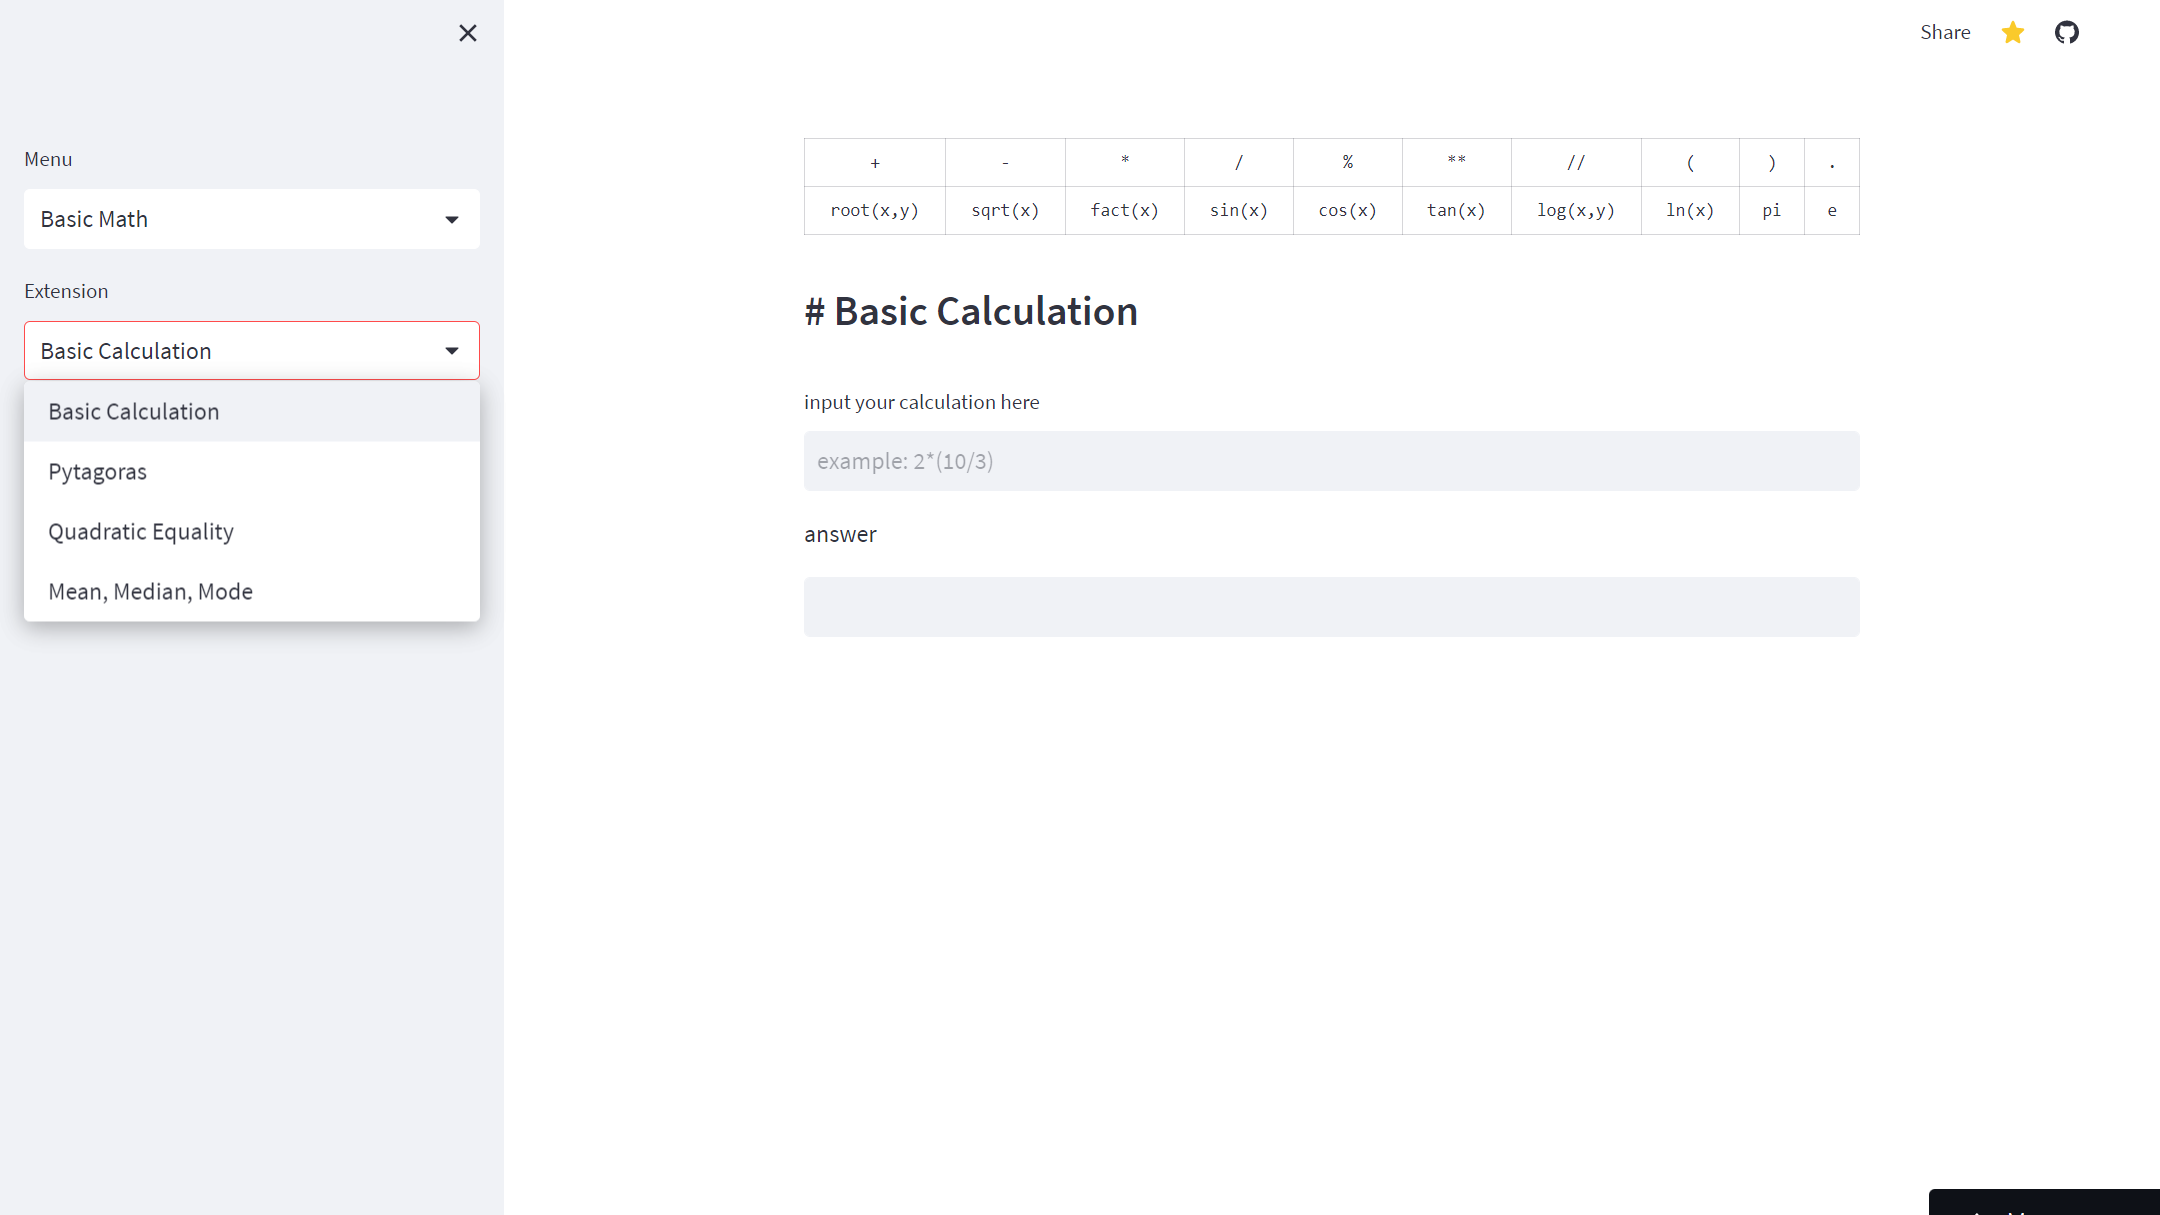 Share
Menu
Basic Math
Extension
Basic Calculation
Basic Calculation
Pytagoras
Quadratic Equality
Mean, Median, Mode
+ - * / % ** // ( ) .
root(x,y) sqrt(x) fact(x) sin(x) cos(x) tan(x) log(x,y) ln(x) pi e
# Basic Calculation
input your calculation here
example: 2*(10/3)
answer